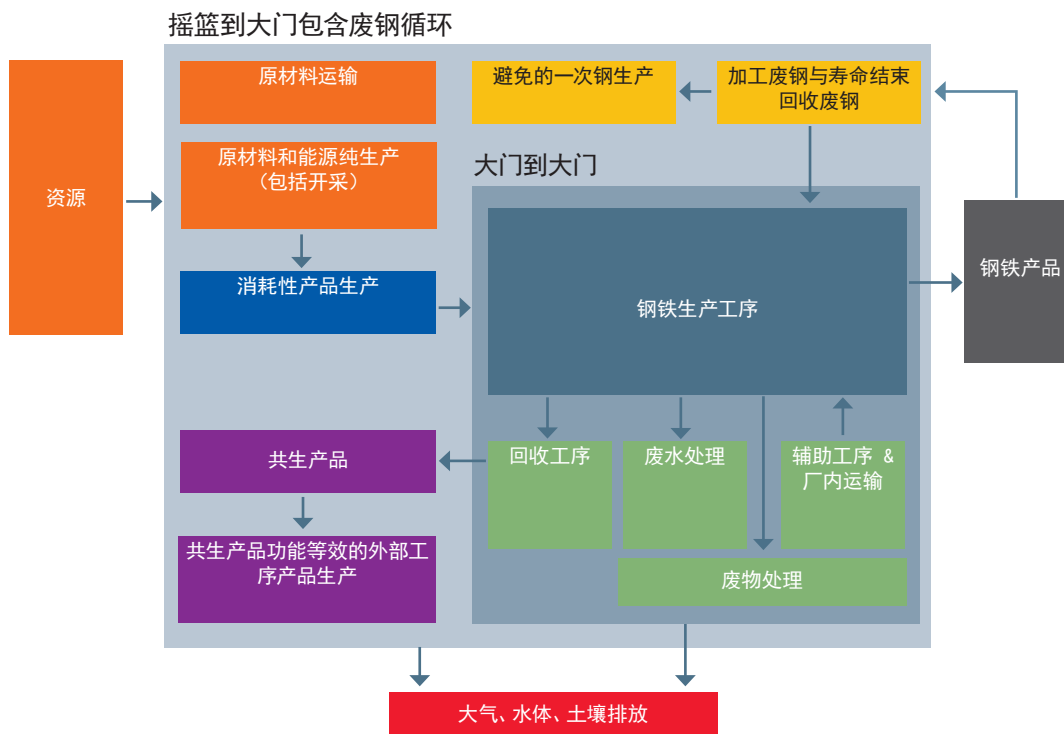 摇篮到大门包含废钢循环
资源
原材料运输
避免的一次钢生产
加工废钢与寿命结束
回收废钢
原材料和能源纯生产
（包括开采）
大门到大门
消耗性产品生产
钢铁生产工序
钢铁产品
共生产品
回收工序
废水处理
辅助工序 &
厂内运输
共生产品功能等效的外部工
序产品生产
废物处理
大气、水体、土壤排放